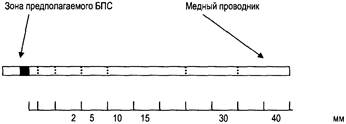 Зона предполагаемого БПС Медный проводник
2 5 10 15 30 40 мм